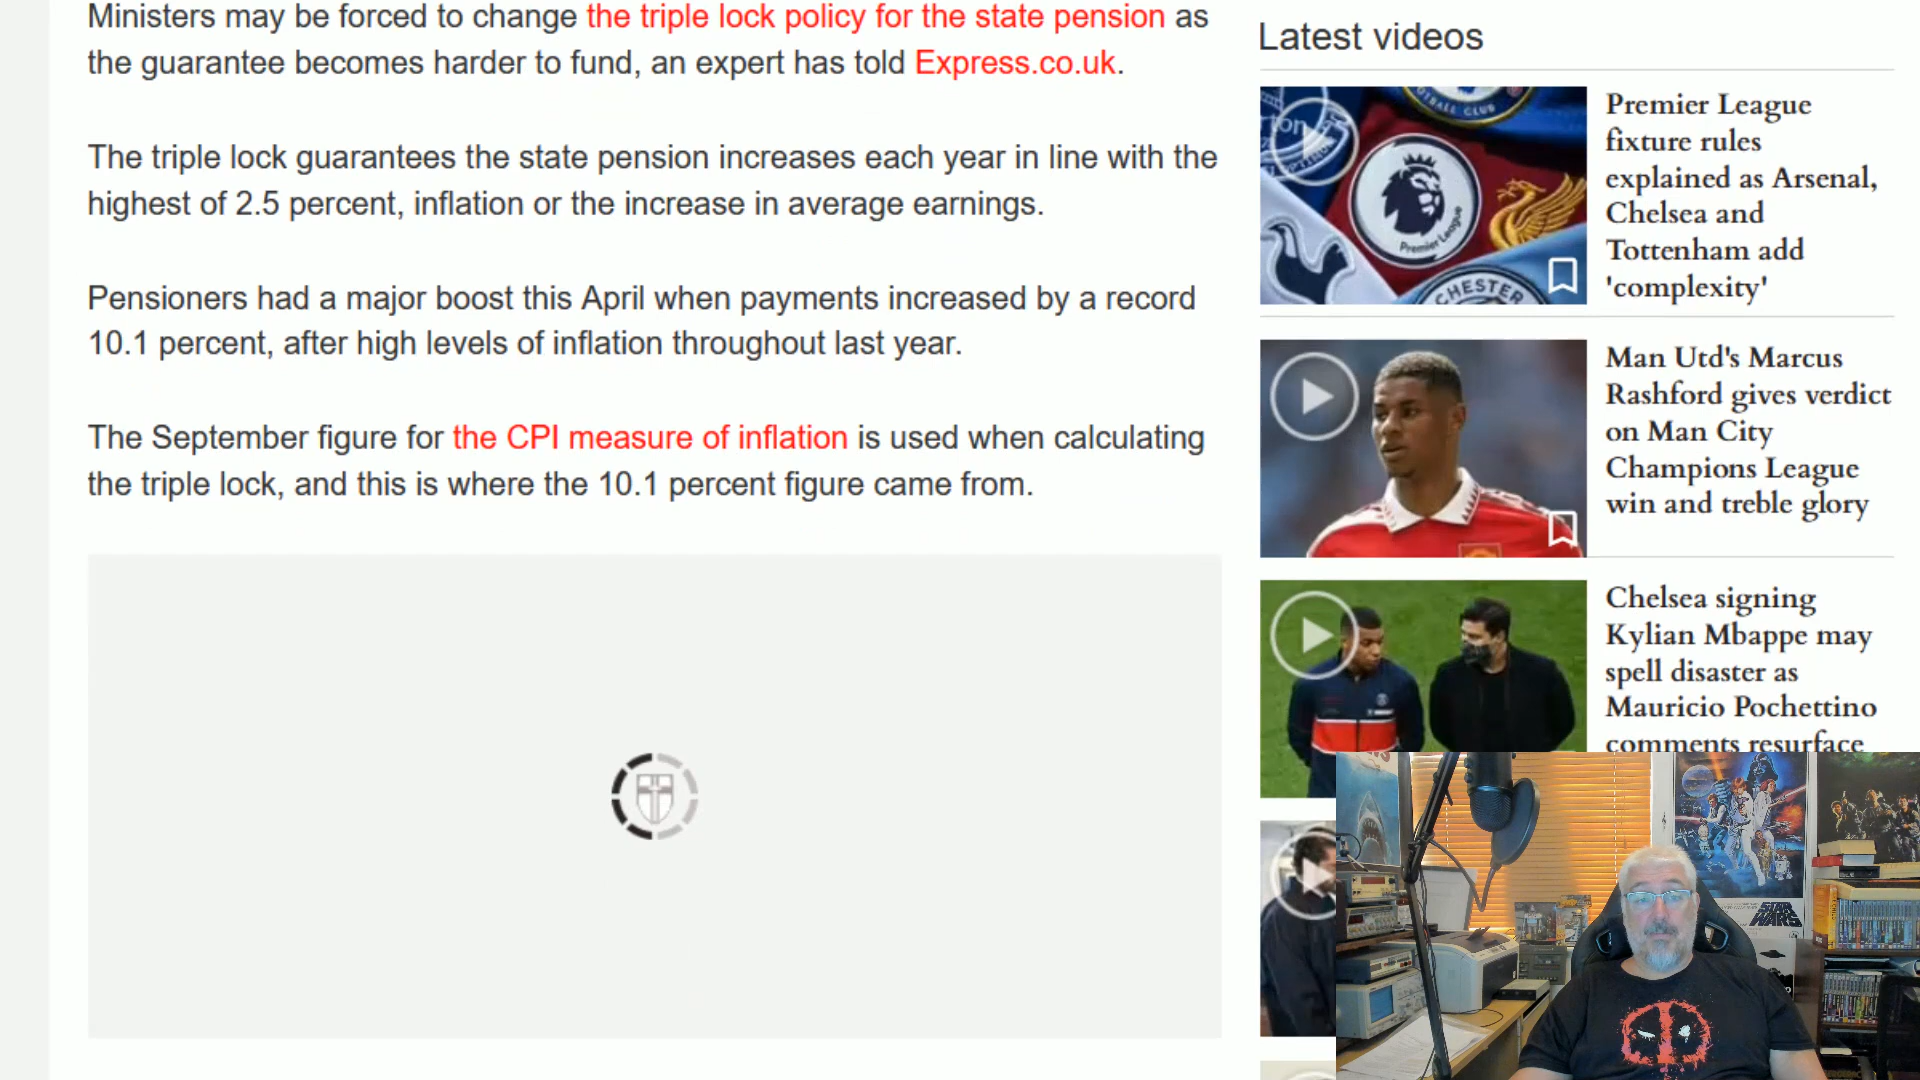 Ministers may be forced to change the triple lock policy for the state pension as
the guarantee becomes harder to fund, an expert has told Express.co.uk.
The triple lock guarantees the state pension increases each year in line with the
highest of 2.5 percent, inflation or the increase in average earnings.
Pensioners had a major boost this April when payments increased by a record
10.1 percent, after high levels of inflation throughout last year.
The September figure for the CPI measure of inflation is used when calculating
the triple lock, and this is where the 10.1 percent figure came from.
Latest videos
Premier League
fixture rules
explained as Arsenal,
Chelsea and
Tottenham add
'complexity'
Man Utd's Marcus
Rashford gives verdict
on Man City
Champions League
win and treble glory
Chelsea signing
Kylian Mbappe may
spell disaster as
Mauricio Pochettino
comments resurface
Premier League
CHESTER
STAR
WARS